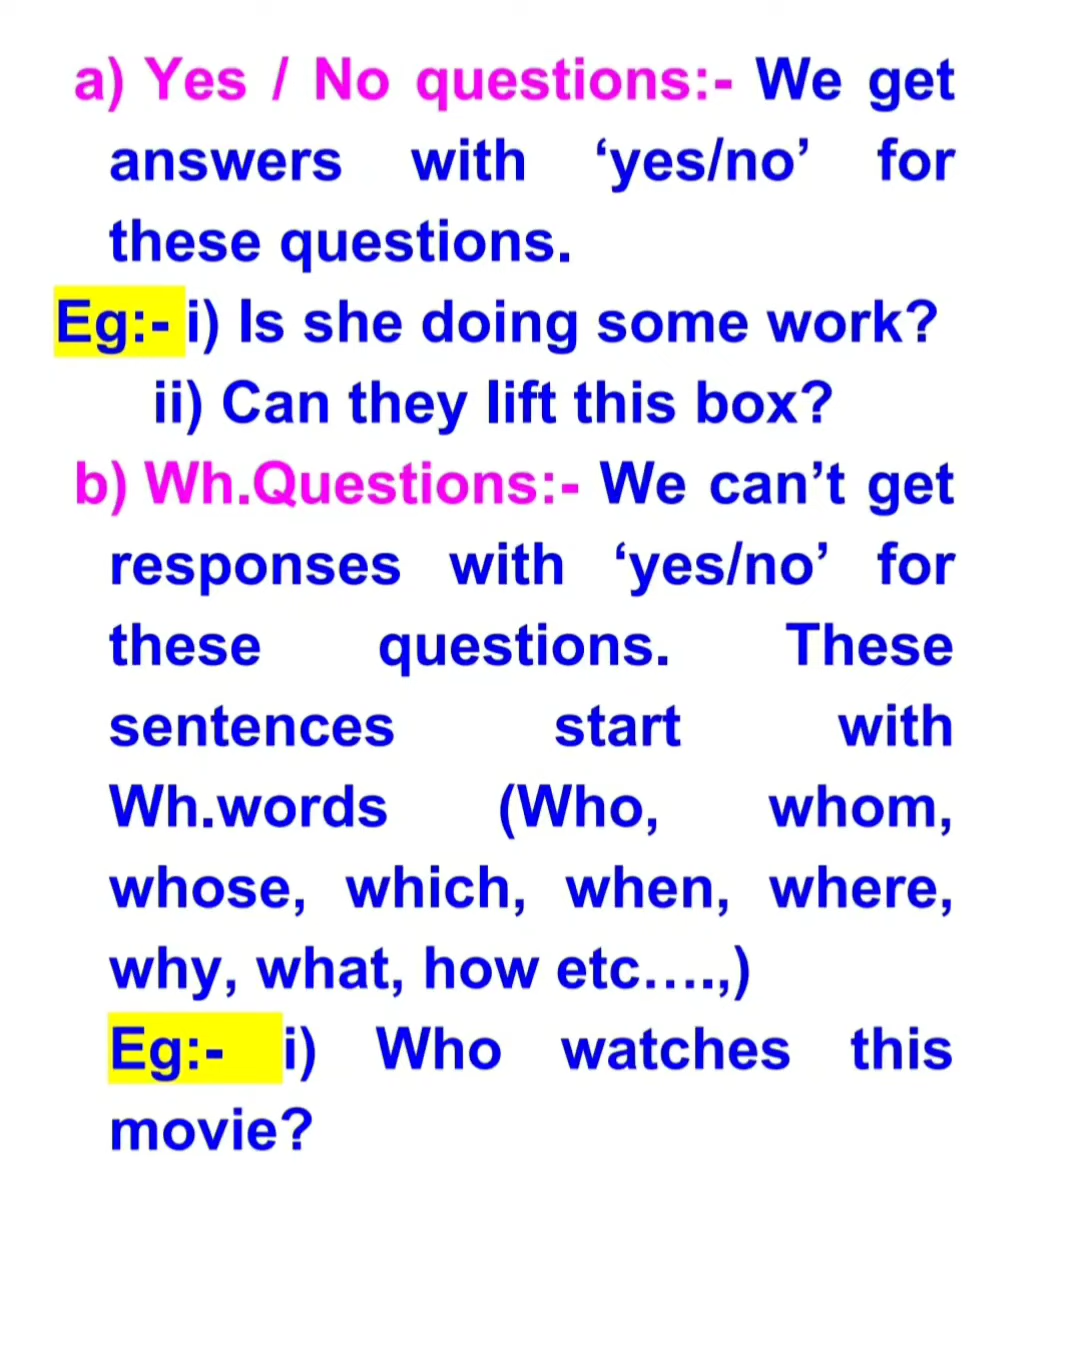 a) Yes / No questions:- We get
answers with ‘yes/no’ for
these questions.
Eg:- i) Is she doing some work?
ii) Can they lift this box?
b) Wh.Questions:- We can’t get
responses with ‘yes/no’ for
these questions. These
sentences start with
Wh.words (Who, whom,
whose, which, when, where,
why, what, how etc….,)
Eg:- i) Who watches this
movie?